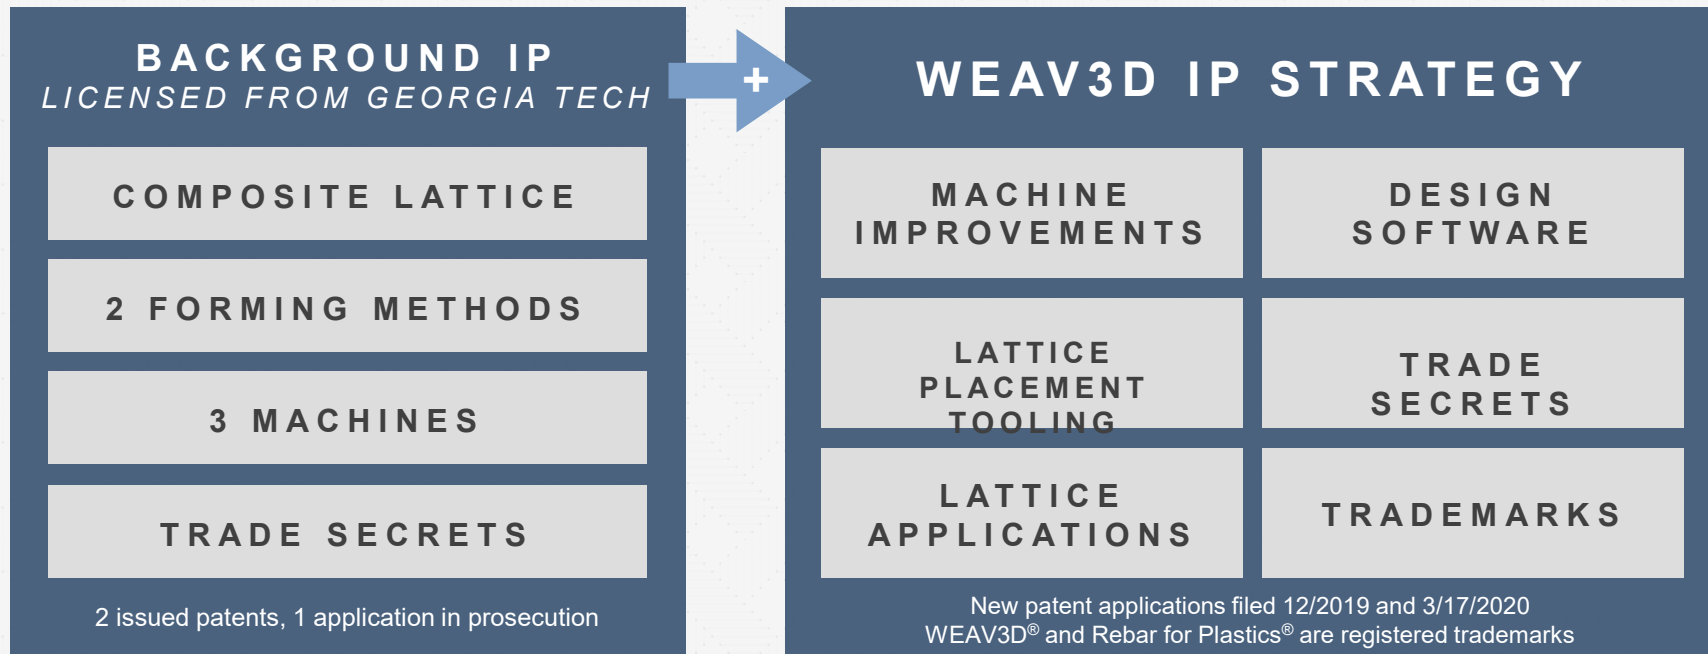 BACKGROUND IP
LICENSED FROM GEORGIA TECH
COMPOSITE LATTICE
2 FORMING METHODS
3 MACHINES
TRADE SECRETS
2 issued patents, 1 application in prosecution
+
WEAV3D IP STRATEGY
MACHINE
IMPROVEMENTS
DESIGN
SOFTWARE
LATTICE
PLACEMENT
TOOLING
TRADE
SECRETS
LATTICE
APPLICATIONS
TRADEMARKS
New patent applications filed 12/2019 and 3/17/2020
WEAV3D® and Rebar for Plastics® are registered trademarks